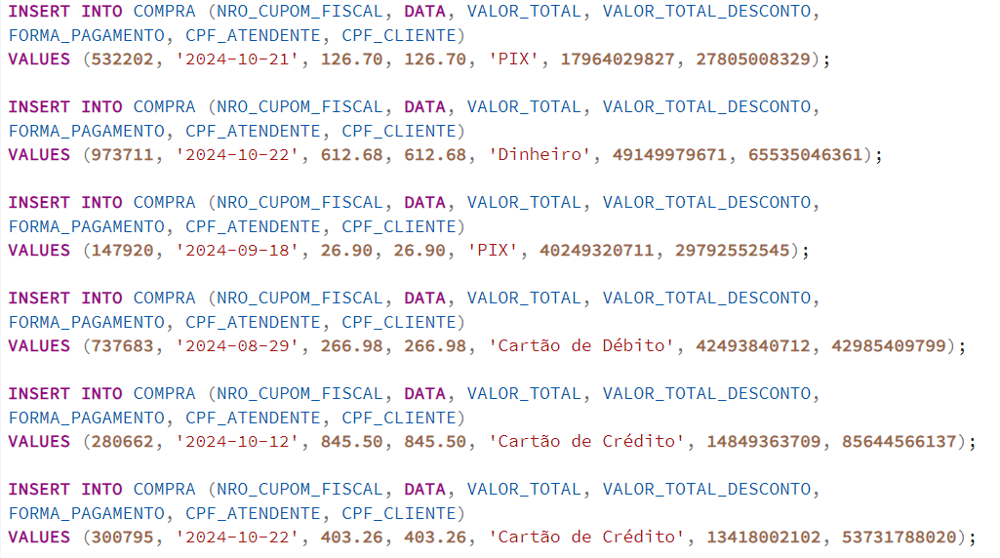 INSERT INTO COMPRA (NRO_CUPOM_FISCAL, DATA, VALOR_TOTAL, VALOR_TOTAL_DESCONTO,
FORMA_PAGAMENTO, CPF_ATENDENTE, CPF_CLIENTE)
VALUES (532202, '2024-10-21', 126.70, 126.70, 'PIX', 17964029827, 27805008329);
INSERT INTO COMPRA (NRO_CUPOM_FISCAL, DATA, VALOR_TOTAL, VALOR_TOTAL_DESCONTO,
FORMA_PAGAMENTO, CPF_ATENDENTE, CPF_CLIENTE)
VALUES (973711, '2024-10-22', 612.68, 612.68, 'Dinheiro', 49149979671, 65535046361);
INSERT INTO COMPRA (NRO_CUPOM_FISCAL, DATA, VALOR_TOTAL, VALOR_TOTAL_DESCONTO,
FORMA_PAGAMENTO, CPF_ATENDENTE, CPF_CLIENTE)
VALUES (147920, '2024-09-18', 26.90, 26.90, 'PIX', 40249320711, 29792552545);
INSERT INTO COMPRA (NRO_CUPOM_FISCAL, DATA, VALOR_TOTAL, VALOR_TOTAL_DESCONTO,
FORMA_PAGAMENTO, CPF_ATENDENTE, CPF_CLIENTE)
VALUES (737683, '2024-08-29', 266.98, 266.98, 'Cartão de Débito', 42493840712, 42985409799);
INSERT INTO COMPRA (NRO_CUPOM_FISCAL, DATA, VALOR_TOTAL, VALOR_TOTAL_DESCONTO,
FORMA_PAGAMENTO, CPF_ATENDENTE, CPF_CLIENTE)
VALUES (280662, '2024-10-12', 845.50, 845.50, 'Cartão de Crédito', 14849363709, 85644566137);
INSERT INTO COMPRA (NRO_CUPOM_FISCAL, DATA, VALOR_TOTAL, VALOR_TOTAL_DESCONTO,
FORMA_PAGAMENTO, CPF_ATENDENTE, CPF_CLIENTE)
VALUES (300795, '2024-10-22', 403.26, 403.26, 'Cartão de Crédito', 13418002102, 53731788020);